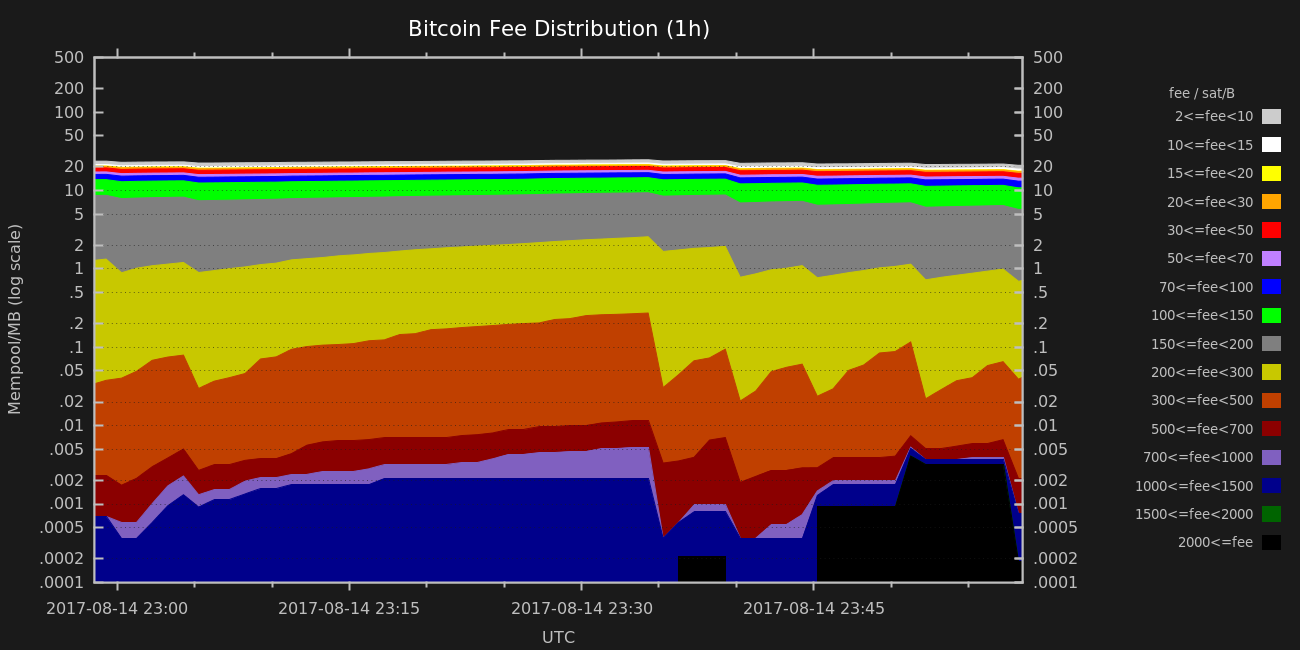 Bitcoin Fee Distribution (1h)
500
200
100
50
20
10
5
2
1
.5
.2
.1
.05
.02
.01
.005
.002
.001
.0005
.0002
.0001
Mempool/MB (log scale)
500
200
100
50
20
10
5
2
1
.5
.2
.1
.05
.02
.01
.005
.002
.001
.0005
.0002
.0001
2017-08-14 23:00
2017-08-14 23:15
2017-08-14 23:30
2017-08-14 23:45
UTC
fee / sat/B
2<=fee<10
10<=fee<15
15<=fee<20
20<=fee<30
30<=fee<50
50<=fee<70
70<=fee<100
100<=fee<150
150<=fee<200
200<=fee<300
300<=fee<500
500<=fee<700
700<=fee<1000
1000<=fee<1500
1500<=fee<2000
2000<=fee